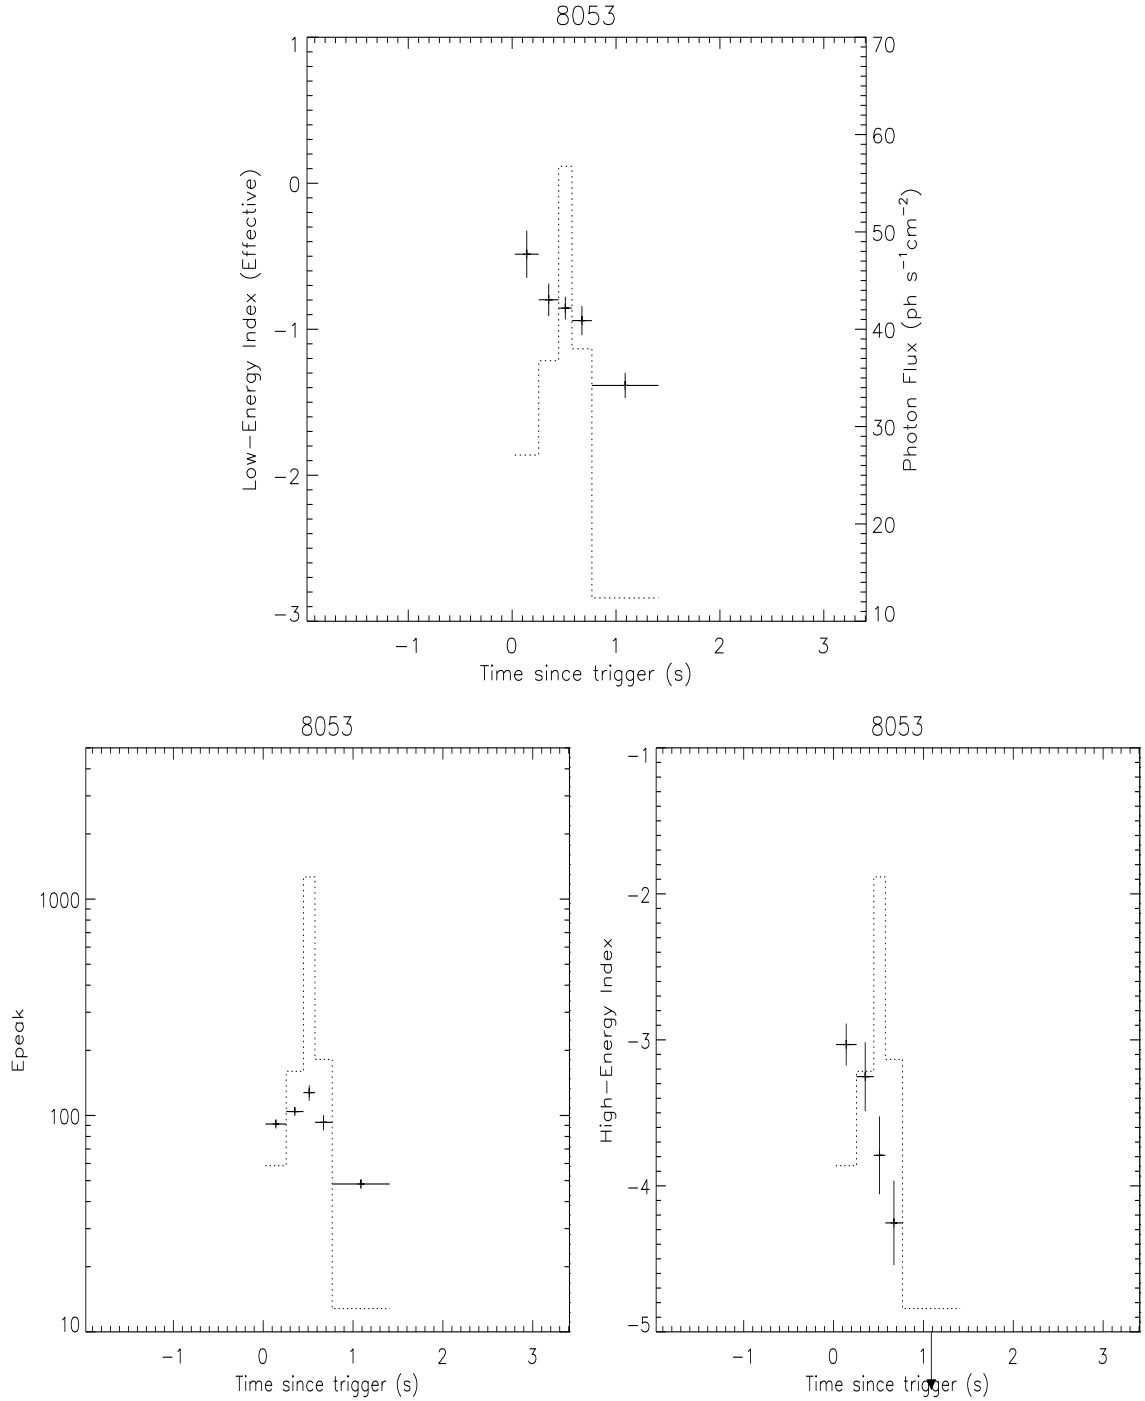 8053
1
0
−1
−2
−3
Low−Energy Index (Effective)
70
60
50
40
30
20
10
Photon Flux (ph s⁻¹cm⁻²)
−1 0 1 2 3
Time since trigger (s)
8053
1000
100
10
Epeak
−1 0 1 2 3
Time since trigger (s)
8053
−1
−2
−3
−4
−5
High−Energy Index
−1 0 1 2 3
Time since trigger (s)